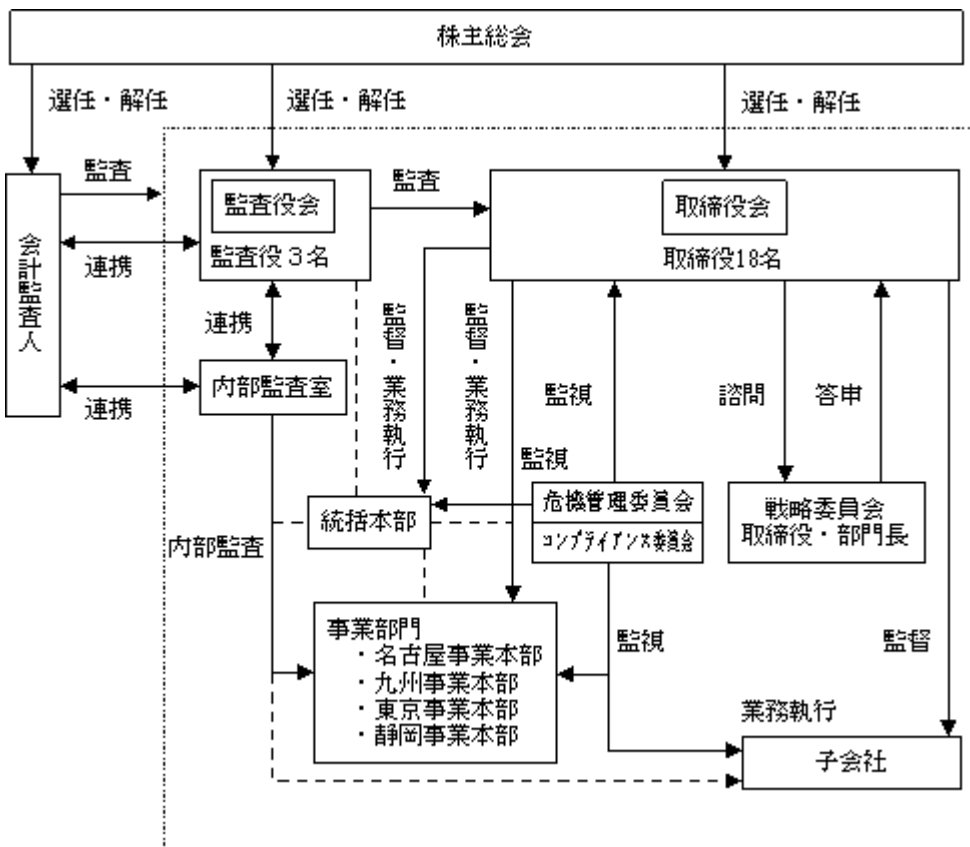 株主総会
選任・解任
選任・解任
選任・解任
監査
監査役会
監査役３名
監査
取締役会
取締役18名
会計監査人
連携
連携
監督・業務執行
監督・業務執行
内部監査室
連携
監視
諮問
答申
監視
統括本部
危機管理委員会
コンプライアンス委員会
戦略委員会
取締役・部門長
内部監査
事業部門
・名古屋事業本部
・九州事業本部
・東京事業本部
・静岡事業本部
監視
監督
業務執行
子会社